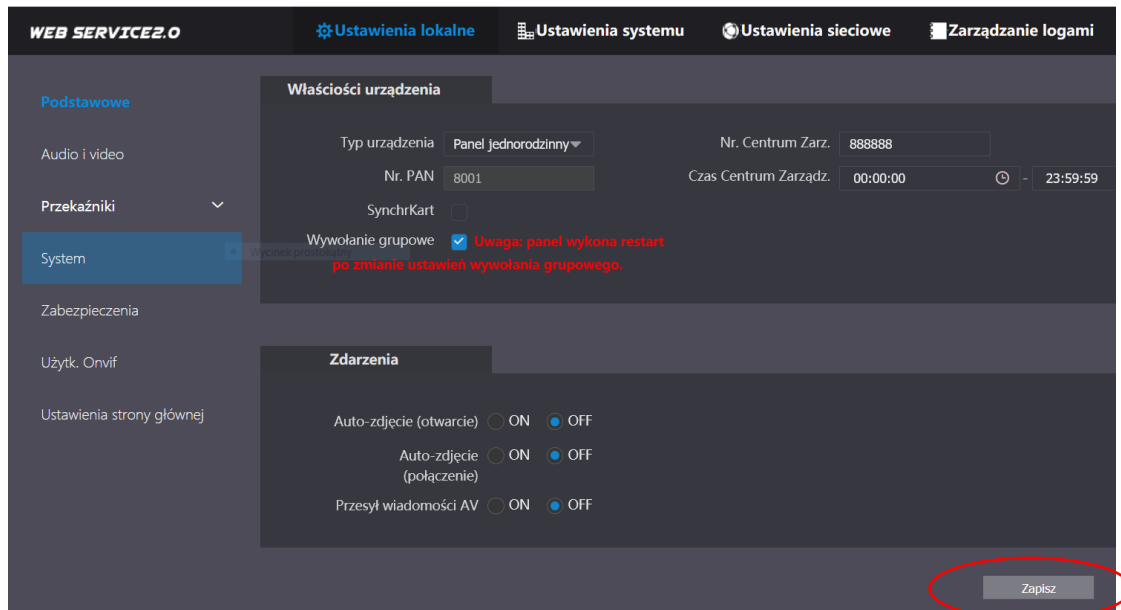 WEB SERVICE2.0
Ustawienia lokalne
Ustawienia systemu
Ustawienia sieciowe
Zarządzanie logami
Podstawowe
Audio i video
Przekaźniki
System
Zabezpieczenia
Użytk. Onvif
Ustawienia strony głównej
Właściości urządzenia
Typ urządzenia Panel jednorodzinny
Nr. Centrum Zarz. 888888
Nr. PAN 8001
Czas Centrum Zarządz. 00:00:00 - 23:59:59
SynchrKart
Wywołanie grupowe Uwaga: panel wykona restart
po zmianie ustawień wywołania grupowego.
Wycinek prostokątny
Zdarzenia
Auto-zdjęcie (otwarcie) ON OFF
Auto-zdjęcie ON OFF
(połączenie)
Przesył wiadomości AV ON OFF
Zapisz